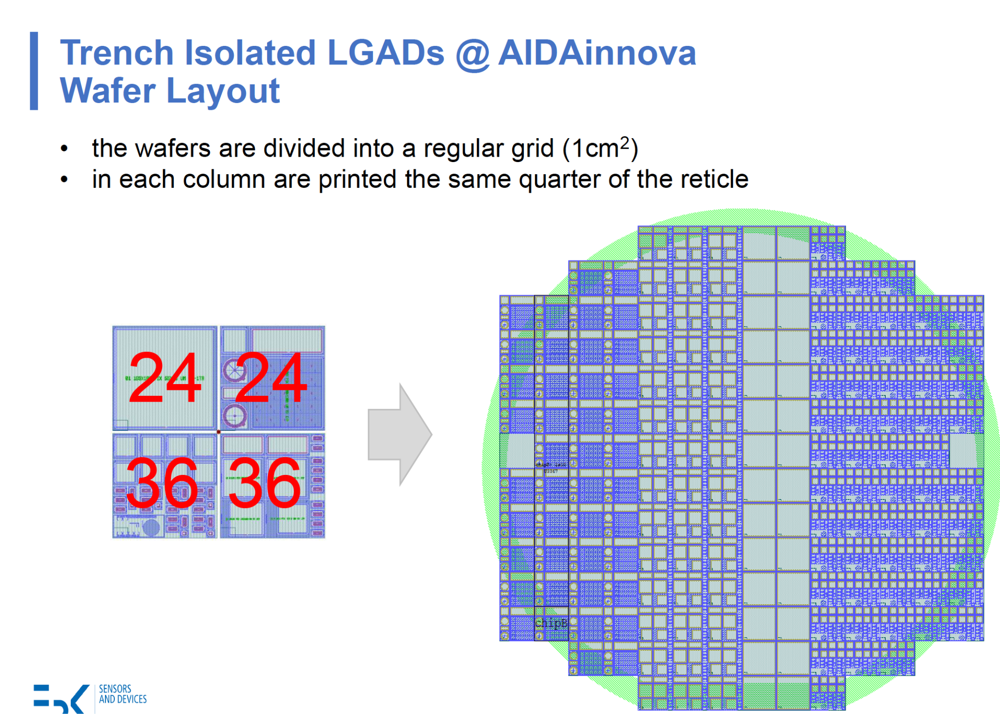 Trench Isolated LGADs @ AIDAinnova
Wafer Layout
• the wafers are divided into a regular grid (1cm²)
• in each column are printed the same quarter of the reticle
24 24
36 36
chipB
FBK SENSORS
AND DEVICES